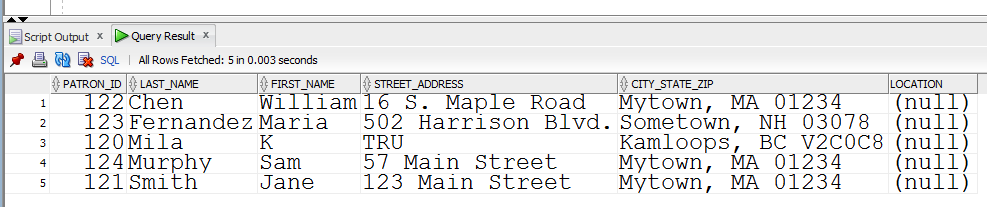 Script Output x Query Result x
SQL | All Rows Fetched: 5 in 0.003 seconds
PATRON_ID LAST_NAME FIRST_NAME STREET_ADDRESS CITY_STATE_ZIP LOCATION
1 122 Chen William 16 S. Maple Road Mytown, MA 01234 (null)
2 123 Fernandez Maria 502 Harrison Blvd. Sometown, NH 03078 (null)
3 120 Mila K TRU Kamloops, BC V2C0C8 (null)
4 124 Murphy Sam 57 Main Street Mytown, MA 01234 (null)
5 121 Smith Jane 123 Main Street Mytown, MA 01234 (null)